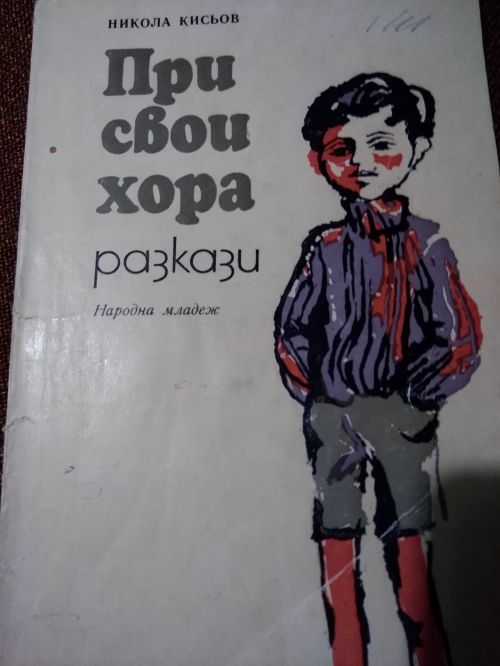 НИКОЛА КИСЬОВ
При
свои
хора
разкази
Народна младеж